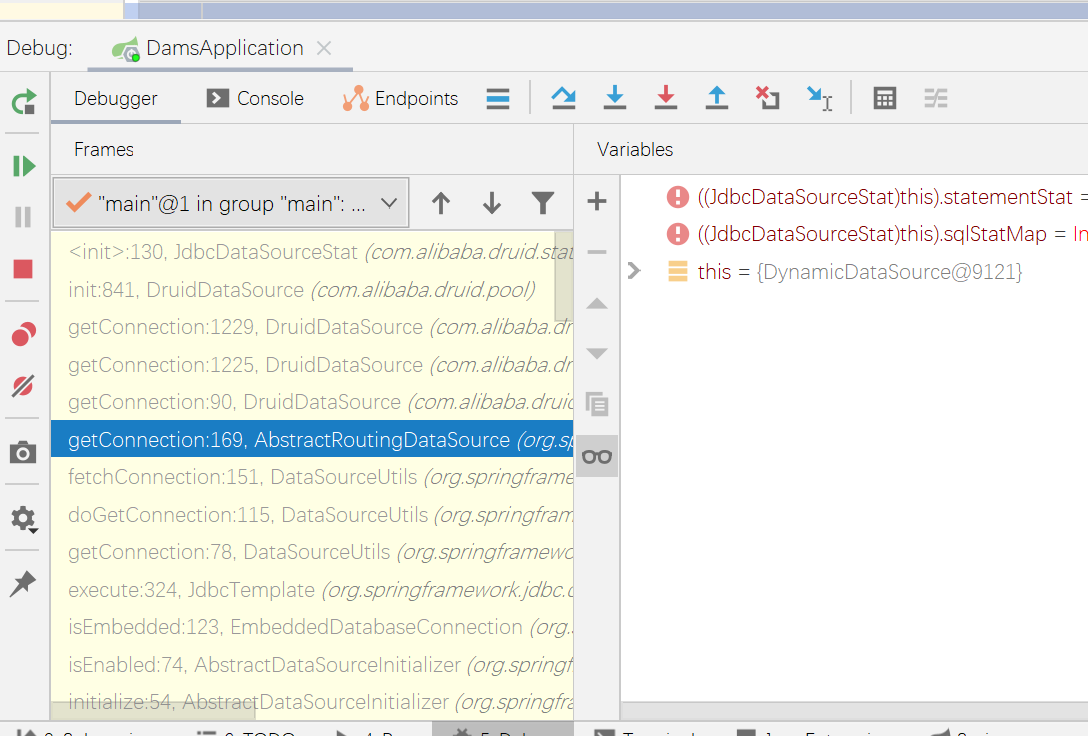 Debug: DamsApplication
Debugger Console Endpoints
Frames Variables
"main"@1 in group "main": ...
<init>:130, JdbcDataSourceStat (com.alibaba.druid.stat
init:841, DruidDataSource (com.alibaba.druid.pool)
getConnection:1229, DruidDataSource (com.alibaba.dr
getConnection:1225, DruidDataSource (com.alibaba.dr
getConnection:90, DruidDataSource (com.alibaba.druid
getConnection:169, AbstractRoutingDataSource (org.sp
fetchConnection:151, DataSourceUtils (org.springframe
doGetConnection:115, DataSourceUtils (org.springfram
getConnection:78, DataSourceUtils (org.springframewo
execute:324, JdbcTemplate (org.springframework.jdbc.c
isEmbedded:123, EmbeddedDatabaseConnection (org.
isEnabled:74, AbstractDataSourceInitializer (org.springf
initialize:54, AbstractDataSourceInitializer (org.springf
((JdbcDataSourceStat)this).statementStat =
((JdbcDataSourceStat)this).sqlStatMap = In
this = {DynamicDataSource@9121}